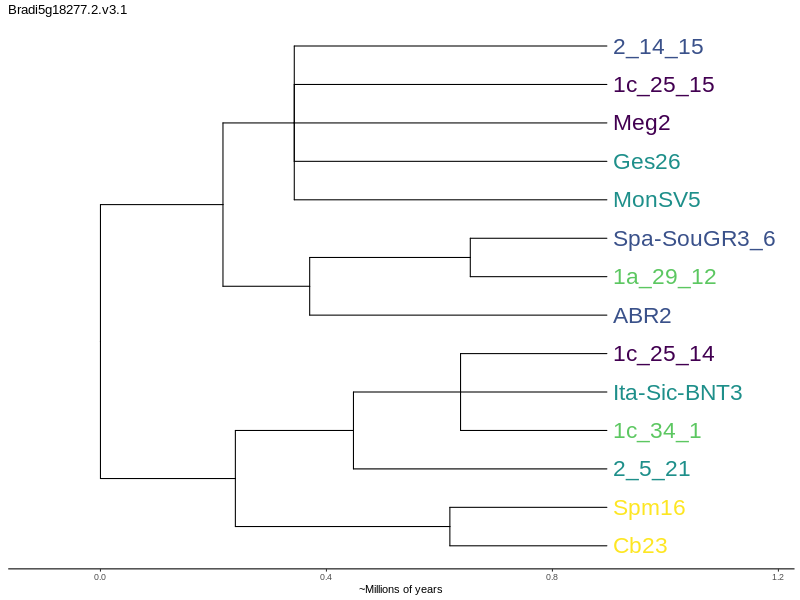 Bradi5g18277.2.v3.1
2_14_15
1c_25_15
Meg2
Ges26
MonSV5
Spa-SouGR3_6
1a_29_12
ABR2
1c_25_14
Ita-Sic-BNT3
1c_34_1
2_5_21
Spm16
Cb23
0.0 0.4 0.8 1.2
~Millions of years